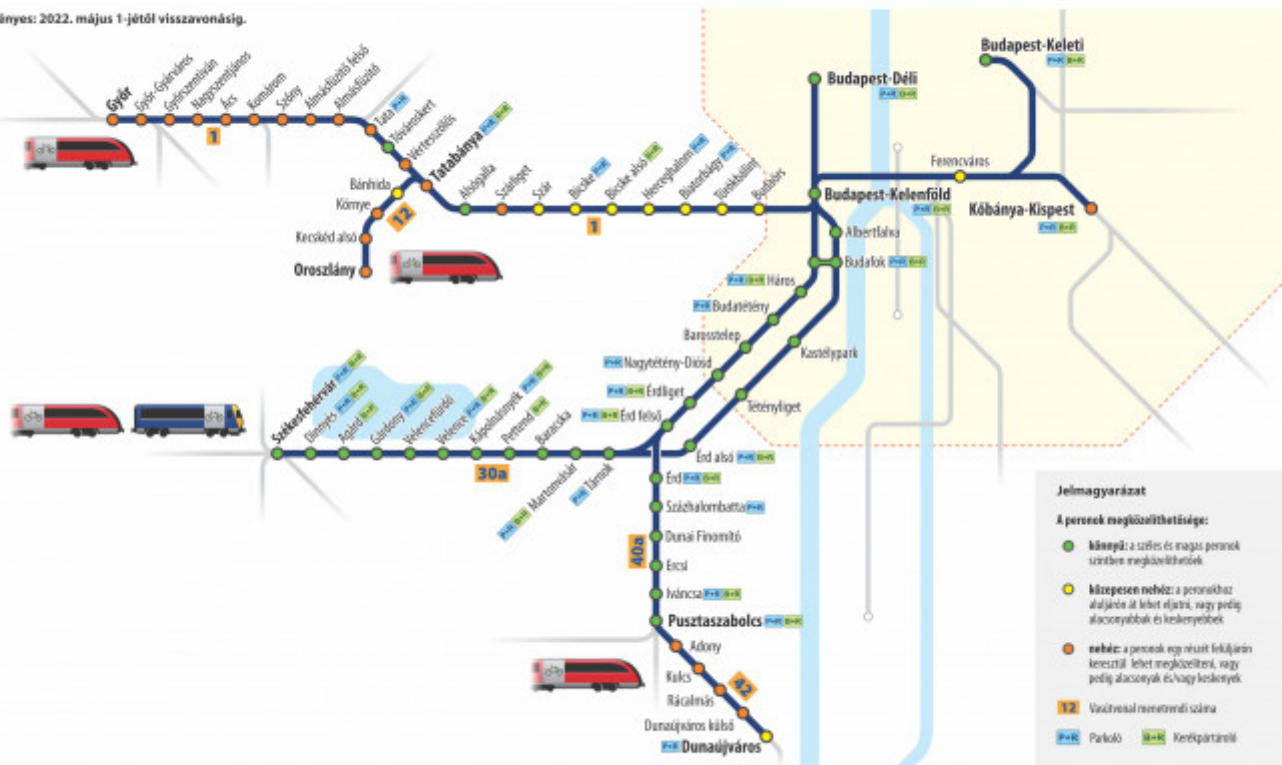 ényes: 2022. május 1-jétől visszavonásig.
Győr
Győr-Gyárváros
Győrszentiván
Nagyszentjános
Ács
Komárom
Szőny
Almásfüzitő felső
Almásfüzitő
Tata P+R
Tóvároskert
Vértesszőlős
Tatabánya P+R B+R
1
Bánhida
Környe
12
Kecskéd alsó
Oroszlány
Alsógalla
Szárliget
Szár
Bicske P+R
Bicske alsó B+R
Herceghalom P+R
Biatorbágy P+R
Törökbálint
Budaörs
1
Budapest-Déli
P+R B+R
Budapest-Keleti
P+R B+R
Ferencváros
Budapest-Kelenföld
P+R B+R
Kőbánya-Kispest
P+R B+R
Albertfalva
Budafok P+R B+R
P+R B+R Háros
P+R Budatétény
Barosstelep
Kastélypark
P+R Nagytétény-Diósd
P+R B+R Érdliget
Tétényliget
P+R B+R Érd felső
Érd alsó P+R B+R
Székesfehérvár P+R B+R
Dinnyés P+R B+R
Agárd P+R B+R
Gárdony P+R B+R
Velencefürdő
Velence P+R B+R
Kápolnásnyék P+R B+R
Pettend B+R
Baracska
30a
P+R B+R Martonvásár
P+R Tárnok
Érd P+R B+R
Százhalombatta P+R
Dunai Finomító
40a
Ercsi
Iváncsa P+R B+R
Pusztaszabolcs P+R B+R
Adony
Kulcs
42
Rácalmás
Dunaújváros külső
P+R Dunaújváros
Jelmagyarázat
A peronok megközelíthetősége:
könnyű: a széles és magas peronok
szintben megközelíthetőek
közepesen nehéz: a peronokhoz
aluljárón át lehet eljutni, vagy pedig
alacsonyabbak és keskenyebbek
nehéz: a peronok egy részét felüljárón
keresztül lehet megközelíteni, vagy
pedig alacsonyak és/vagy keskenyek
12 Vasútvonal menetrendi száma
P+R Parkoló B+R Kerékpártároló